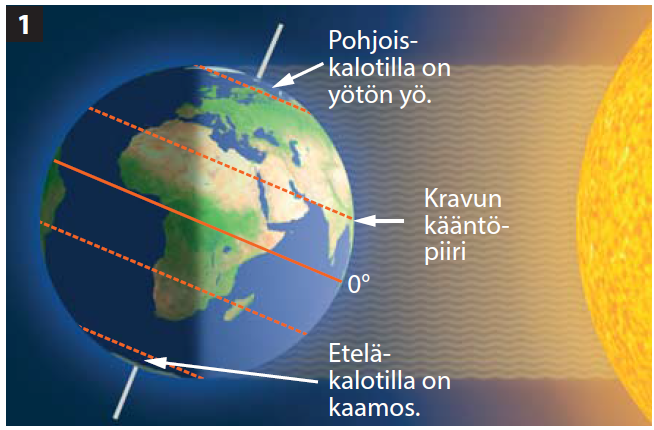 1
Pohjois-
kalotilla on
yötön yö.
Kravun
kääntö-
piiri
0°
Etelä-
kalotilla on
kaamos.